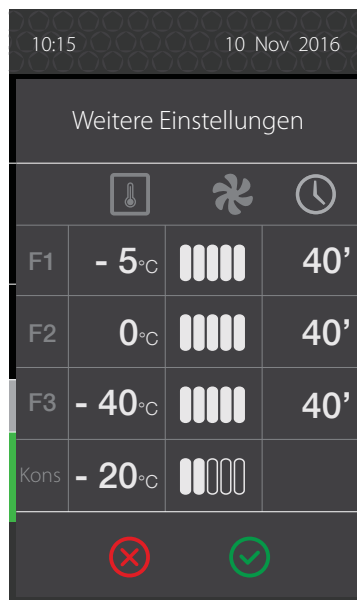 10:15 10 Nov 2016
Weitere Einstellungen
F1 - 5°C 40’
F2 0°C 40’
F3 - 40°C 40’
Kons - 20°C